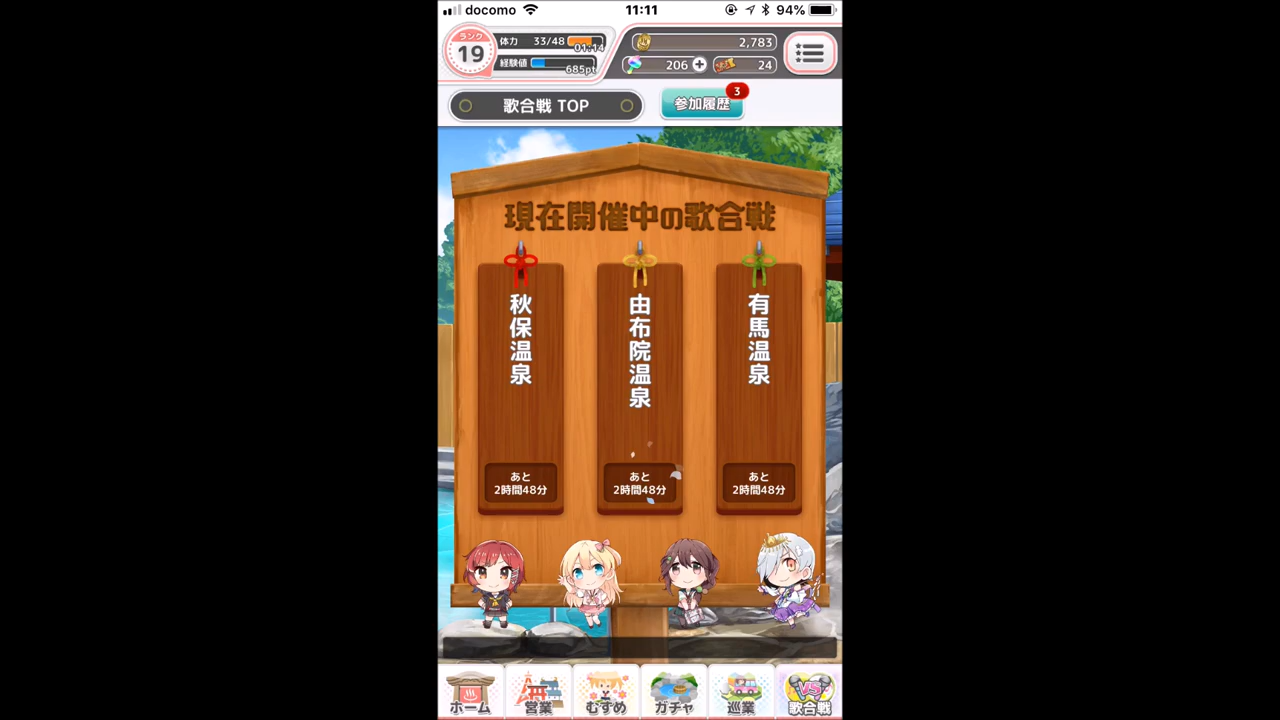 docomo 11:11 94%
ランク
19
体力 33/48 01:14
経験値 685pt
2,783
206
24
歌合戦 TOP
参加履歴 3
現在開催中の歌合戦
秋保温泉
あと
2時間48分
由布院温泉
あと
2時間48分
有馬温泉
あと
2時間48分
ホーム
営業
むすめ
ガチャ
巡業
VS
歌合戦